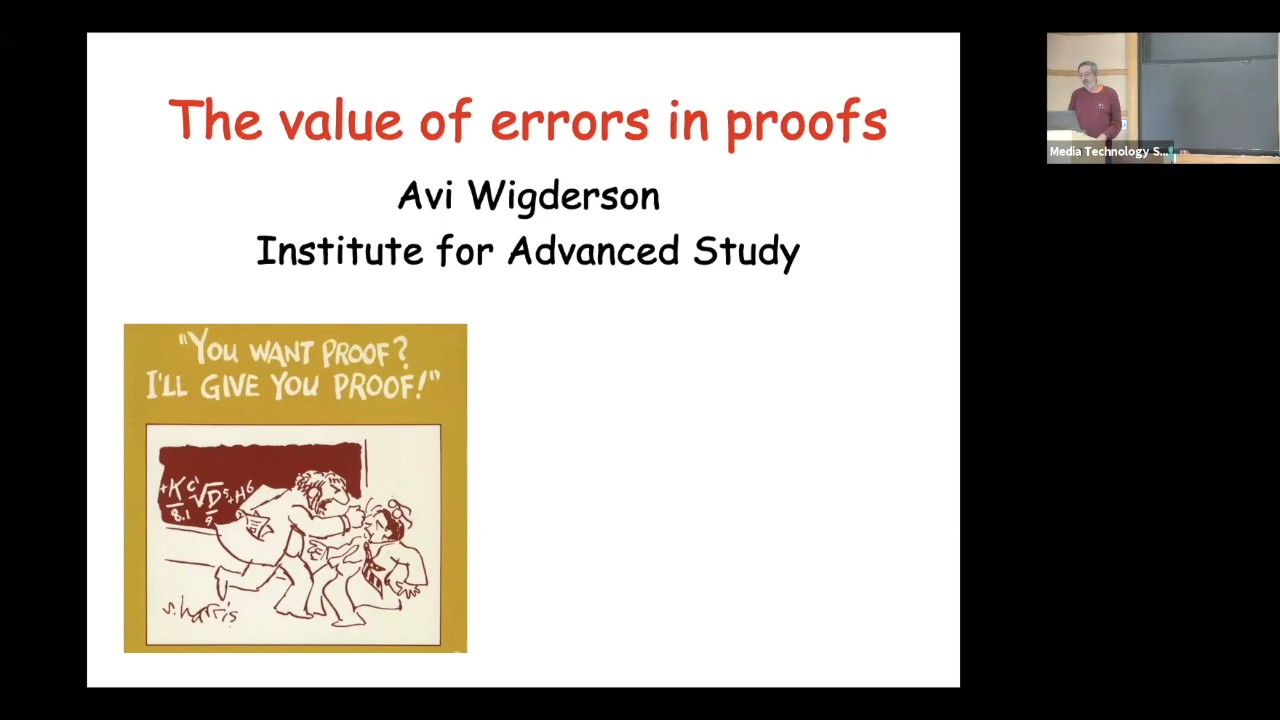 The value of errors in proofs
Avi Wigderson
Institute for Advanced Study
"YOU WANT PROOF?
I'LL GIVE YOU PROOF!"
S. Harris
Media Technology S...